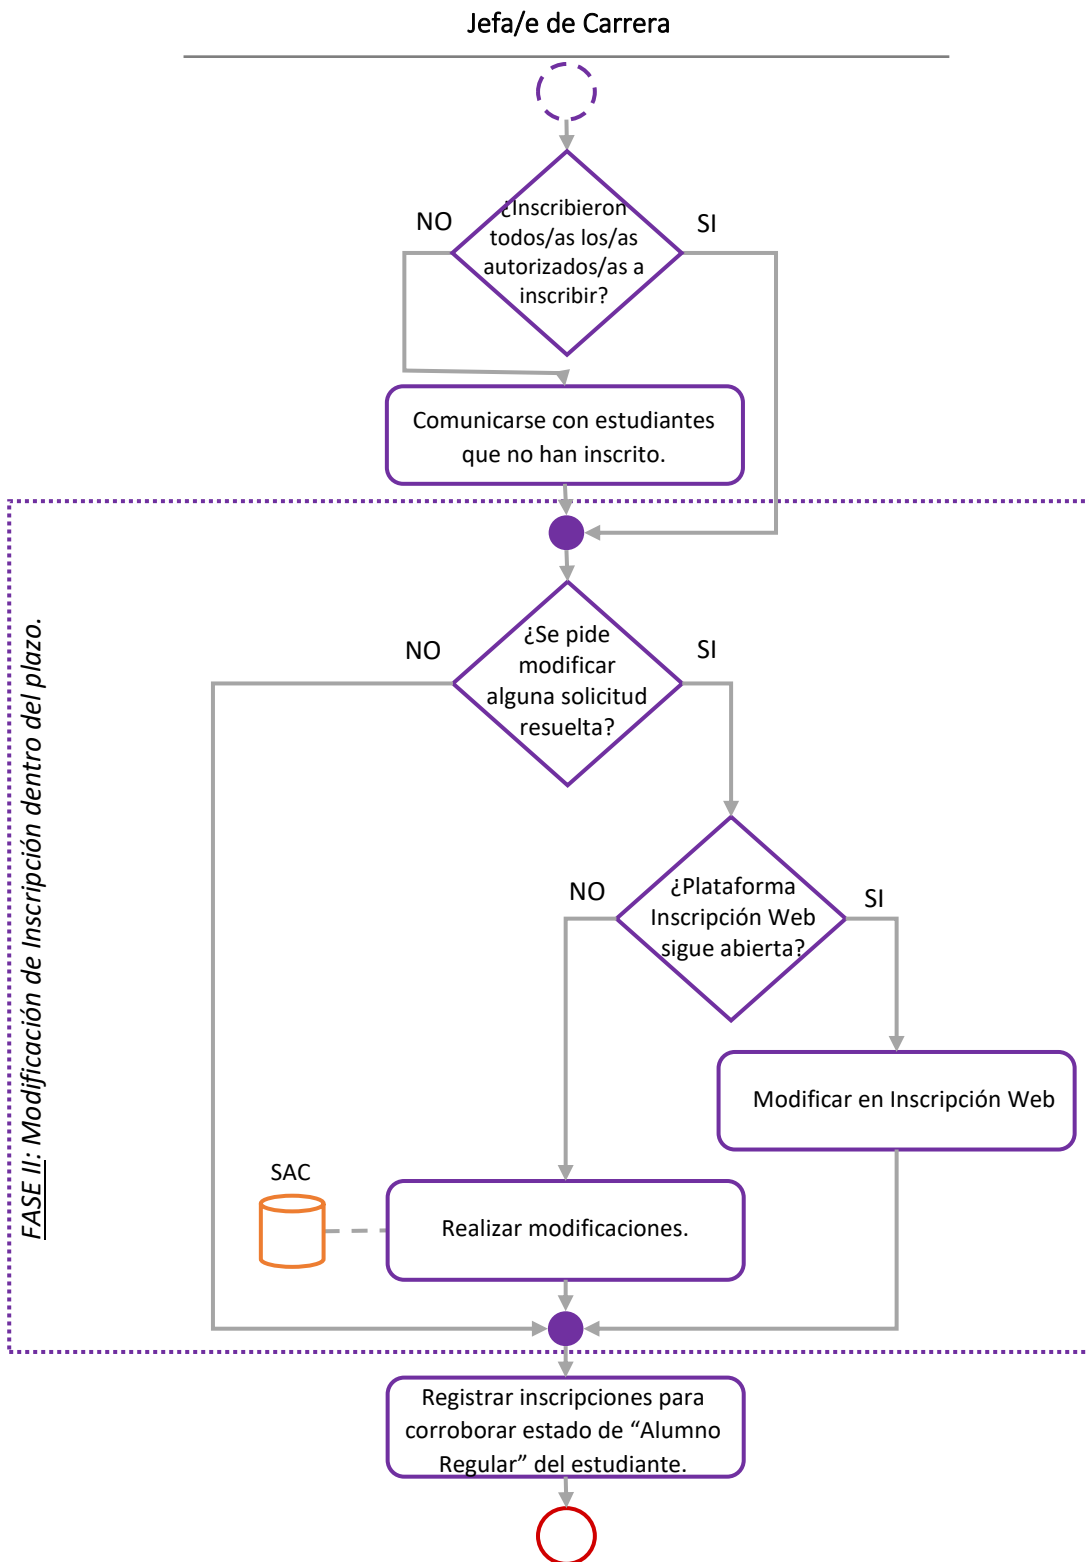 Jefa/e de Carrera
NO
SI
¿Inscribieron
todos/as los/as
autorizados/as a
inscribir?
Comunicarse con estudiantes
que no han inscrito.
FASE II: Modificación de Inscripción dentro del plazo.
NO
SI
¿Se pide
modificar
alguna solicitud
resuelta?
NO
SI
¿Plataforma
Inscripción Web
sigue abierta?
Modificar en Inscripción Web
SAC
Realizar modificaciones.
Registrar inscripciones para
corroborar estado de “Alumno
Regular” del estudiante.